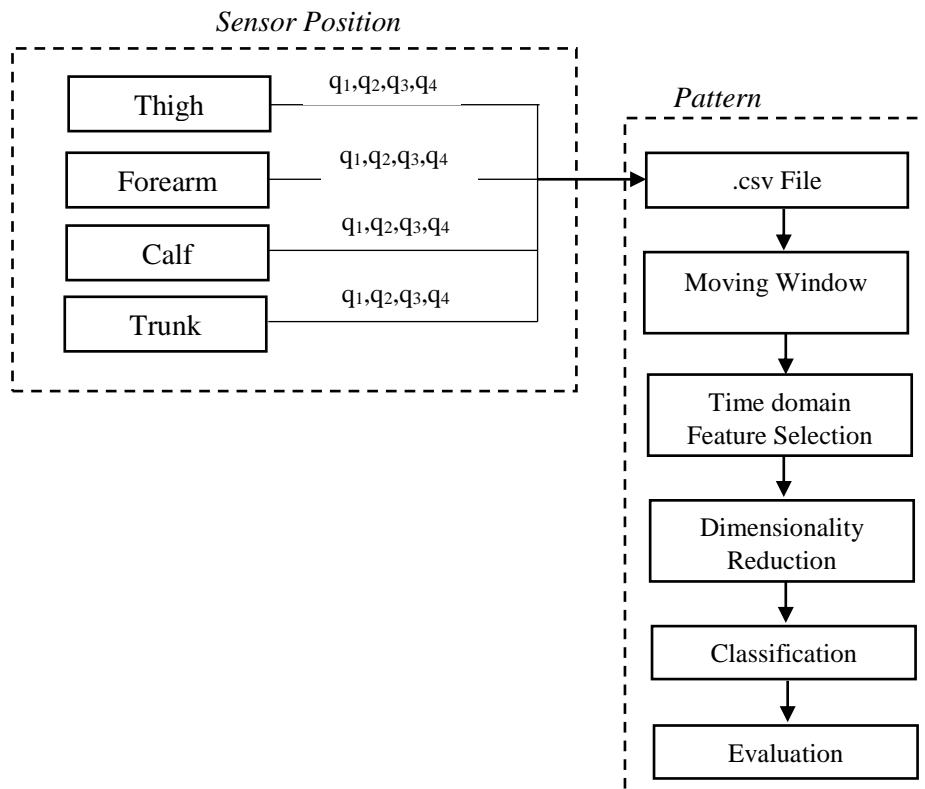 Sensor Position
Thigh
q₁,q₂,q₃,q₄
Forearm
q₁,q₂,q₃,q₄
Calf
q₁,q₂,q₃,q₄
Trunk
q₁,q₂,q₃,q₄
Pattern
.csv File
Moving Window
Time domain
Feature Selection
Dimensionality
Reduction
Classification
Evaluation